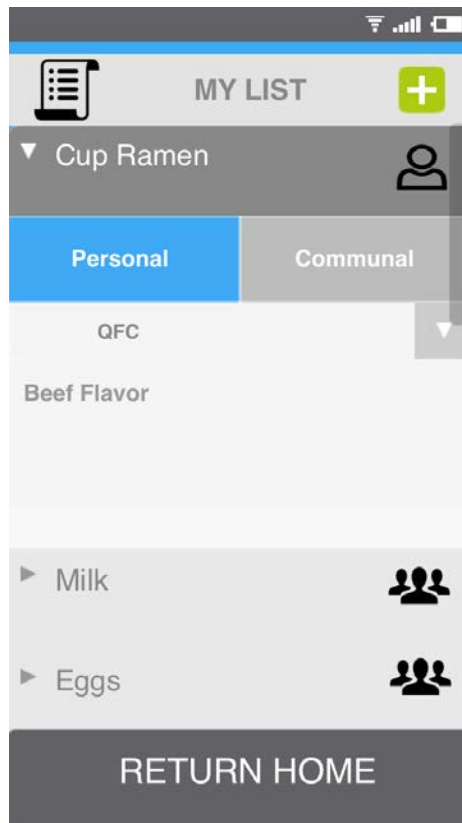 MY LIST
Cup Ramen
Personal Communal
QFC
Beef Flavor
Milk
Eggs
RETURN HOME